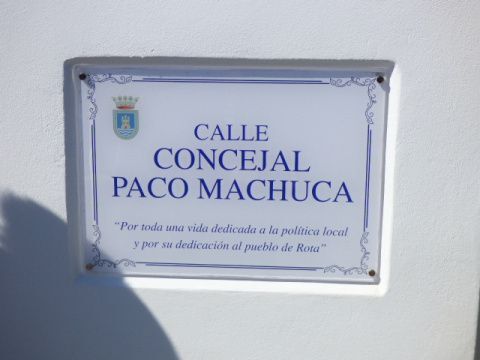 CALLE
CONCEJAL
PACO MACHUCA
“Por toda una vida dedicada a la política local
y por su dedicación al pueblo de Rota”